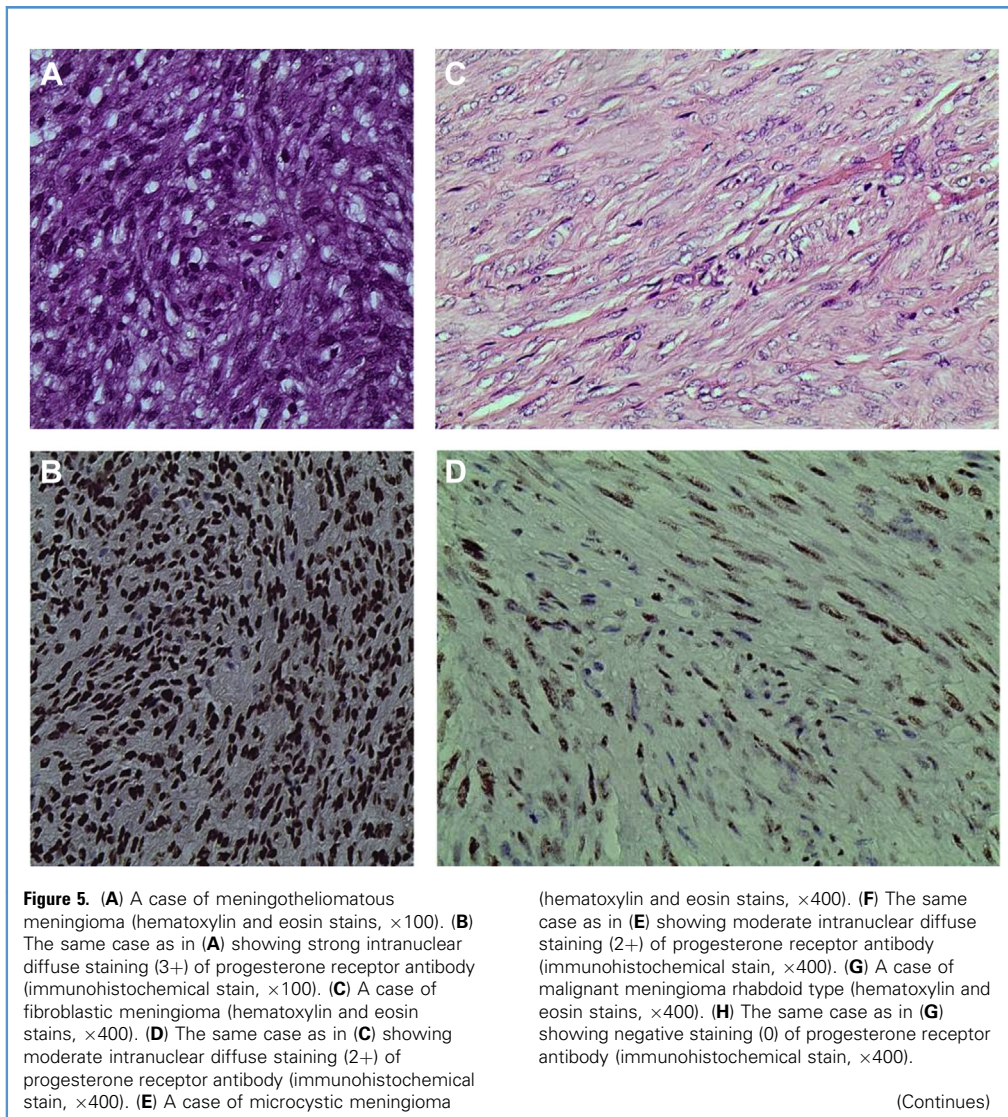 A
C
B
D
Figure 5. (A) A case of meningotheliomatous
meningioma (hematoxylin and eosin stains, ×100). (B)
The same case as in (A) showing strong intranuclear
diffuse staining (3+) of progesterone receptor antibody
(immunohistochemical stain, ×100). (C) A case of
fibroblastic meningioma (hematoxylin and eosin
stains, ×400). (D) The same case as in (C) showing
moderate intranuclear diffuse staining (2+) of
progesterone receptor antibody (immunohistochemical
stain, ×400). (E) A case of microcystic meningioma
(hematoxylin and eosin stains, ×400). (F) The same
case as in (E) showing moderate intranuclear diffuse
staining (2+) of progesterone receptor antibody
(immunohistochemical stain, ×400). (G) A case of
malignant meningioma rhabdoid type (hematoxylin and
eosin stains, ×400). (H) The same case as in (G)
showing negative staining (0) of progesterone receptor
antibody (immunohistochemical stain, ×400).
(Continues)